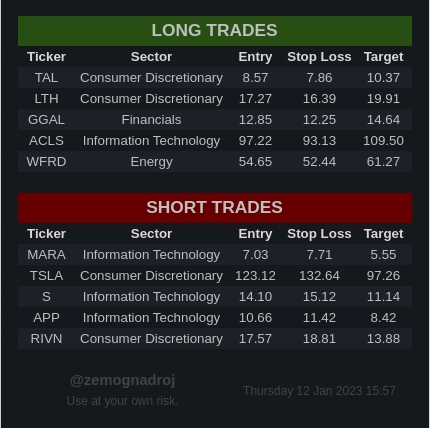 LONG TRADES
Ticker Sector Entry Stop Loss Target
TAL Consumer Discretionary 8.57 7.86 10.37
LTH Consumer Discretionary 17.27 16.39 19.91
GGAL Financials 12.85 12.25 14.64
ACLS Information Technology 97.22 93.13 109.50
WFRD Energy 54.65 52.44 61.27
SHORT TRADES
Ticker Sector Entry Stop Loss Target
MARA Information Technology 7.03 7.71 5.55
TSLA Consumer Discretionary 123.12 132.64 97.26
S Information Technology 14.10 15.12 11.14
APP Information Technology 10.66 11.42 8.42
RIVN Consumer Discretionary 17.57 18.81 13.88
@zemognadroj
Use at your own risk.
Thursday 12 Jan 2023 15:57